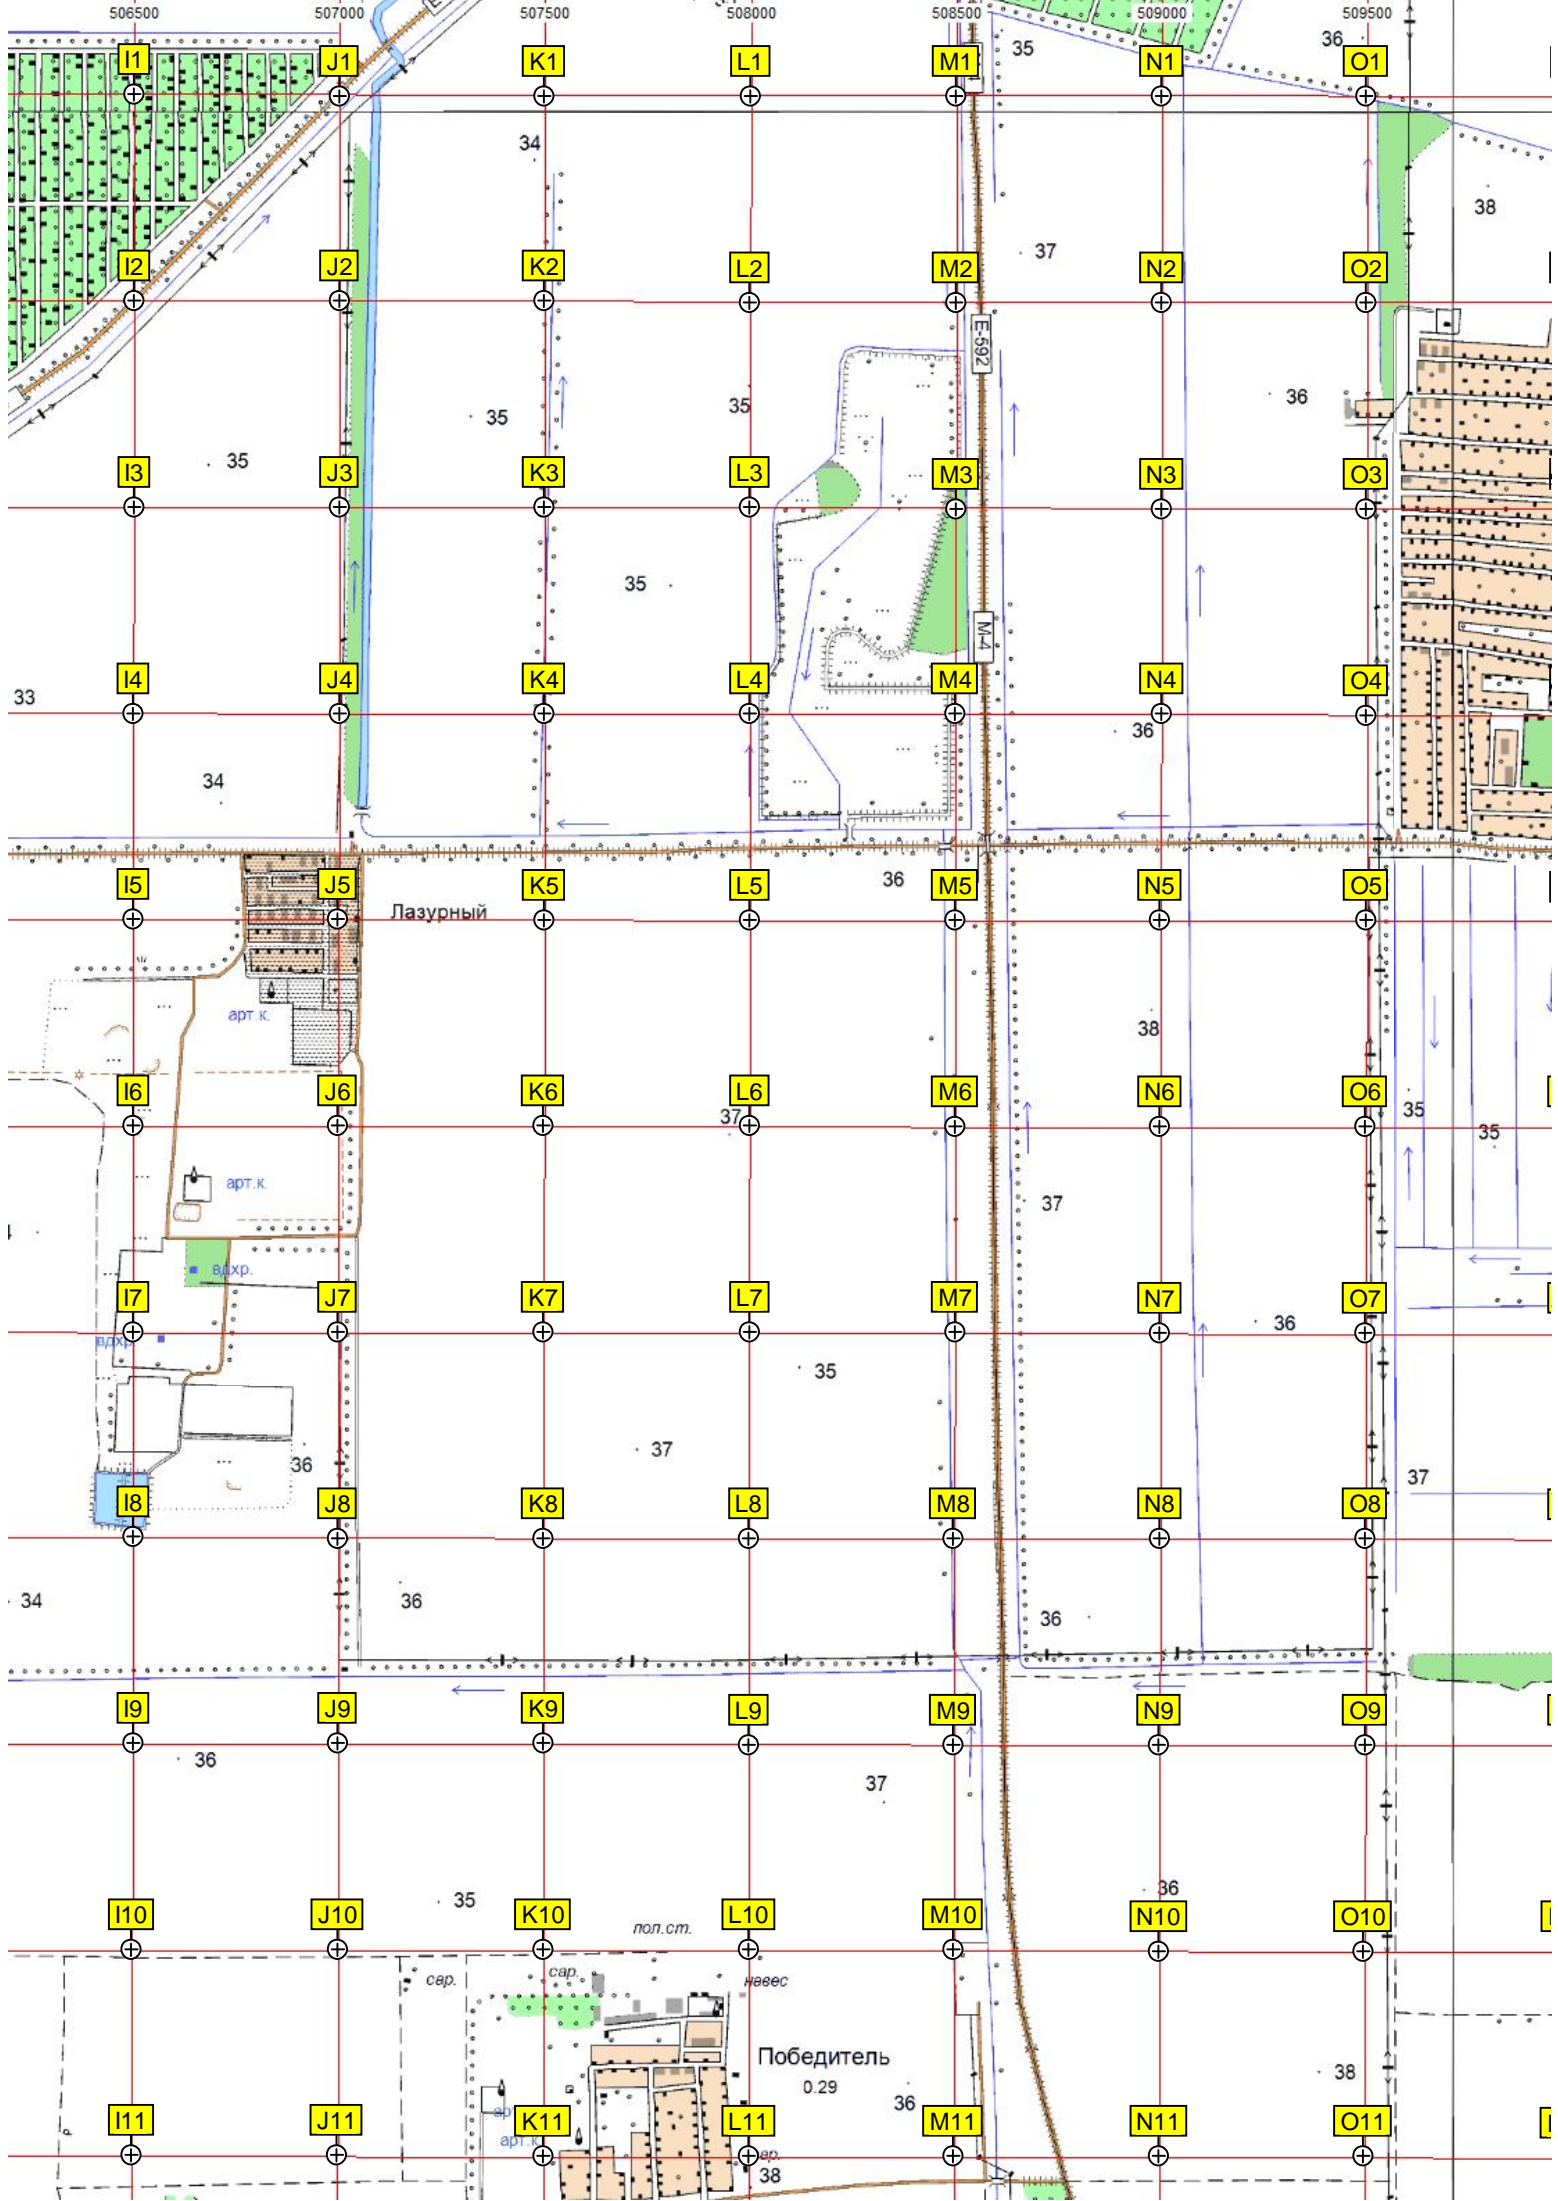 506500 507000 507500 508000 508500 509000 509500
36
35
I1 J1 K1 L1 M1 N1 O1
34
38
37
I2 J2 K2 L2 M2 N2 O2
E-592
36
35 35
35
I3 J3 K3 L3 M3 N3 O3
35
M-4
I4 J4 K4 L4 M4 N4 O4
33
36
34
36
I5 J5 K5 L5 M5 N5 O5
Лазурный
арт.к.
38
I6 J6 K6 L6 M6 N6 O6
37 35
35
арт.к.
37
вдхр.
I7 J7 K7 L7 M7 N7 O7
36
вдхр.
35
37
36
37
I8 J8 K8 L8 M8 N8 O8
34 36
36
I9 J9 K9 L9 M9 N9 O9
36
37
36
35
I10 J10 K10 L10 M10 N10 O10
пол.ст.
сар. сар. навес
Победитель
38
0.29
36
I11 J11 K11 L11 M11 N11 O11
арт.к.
38